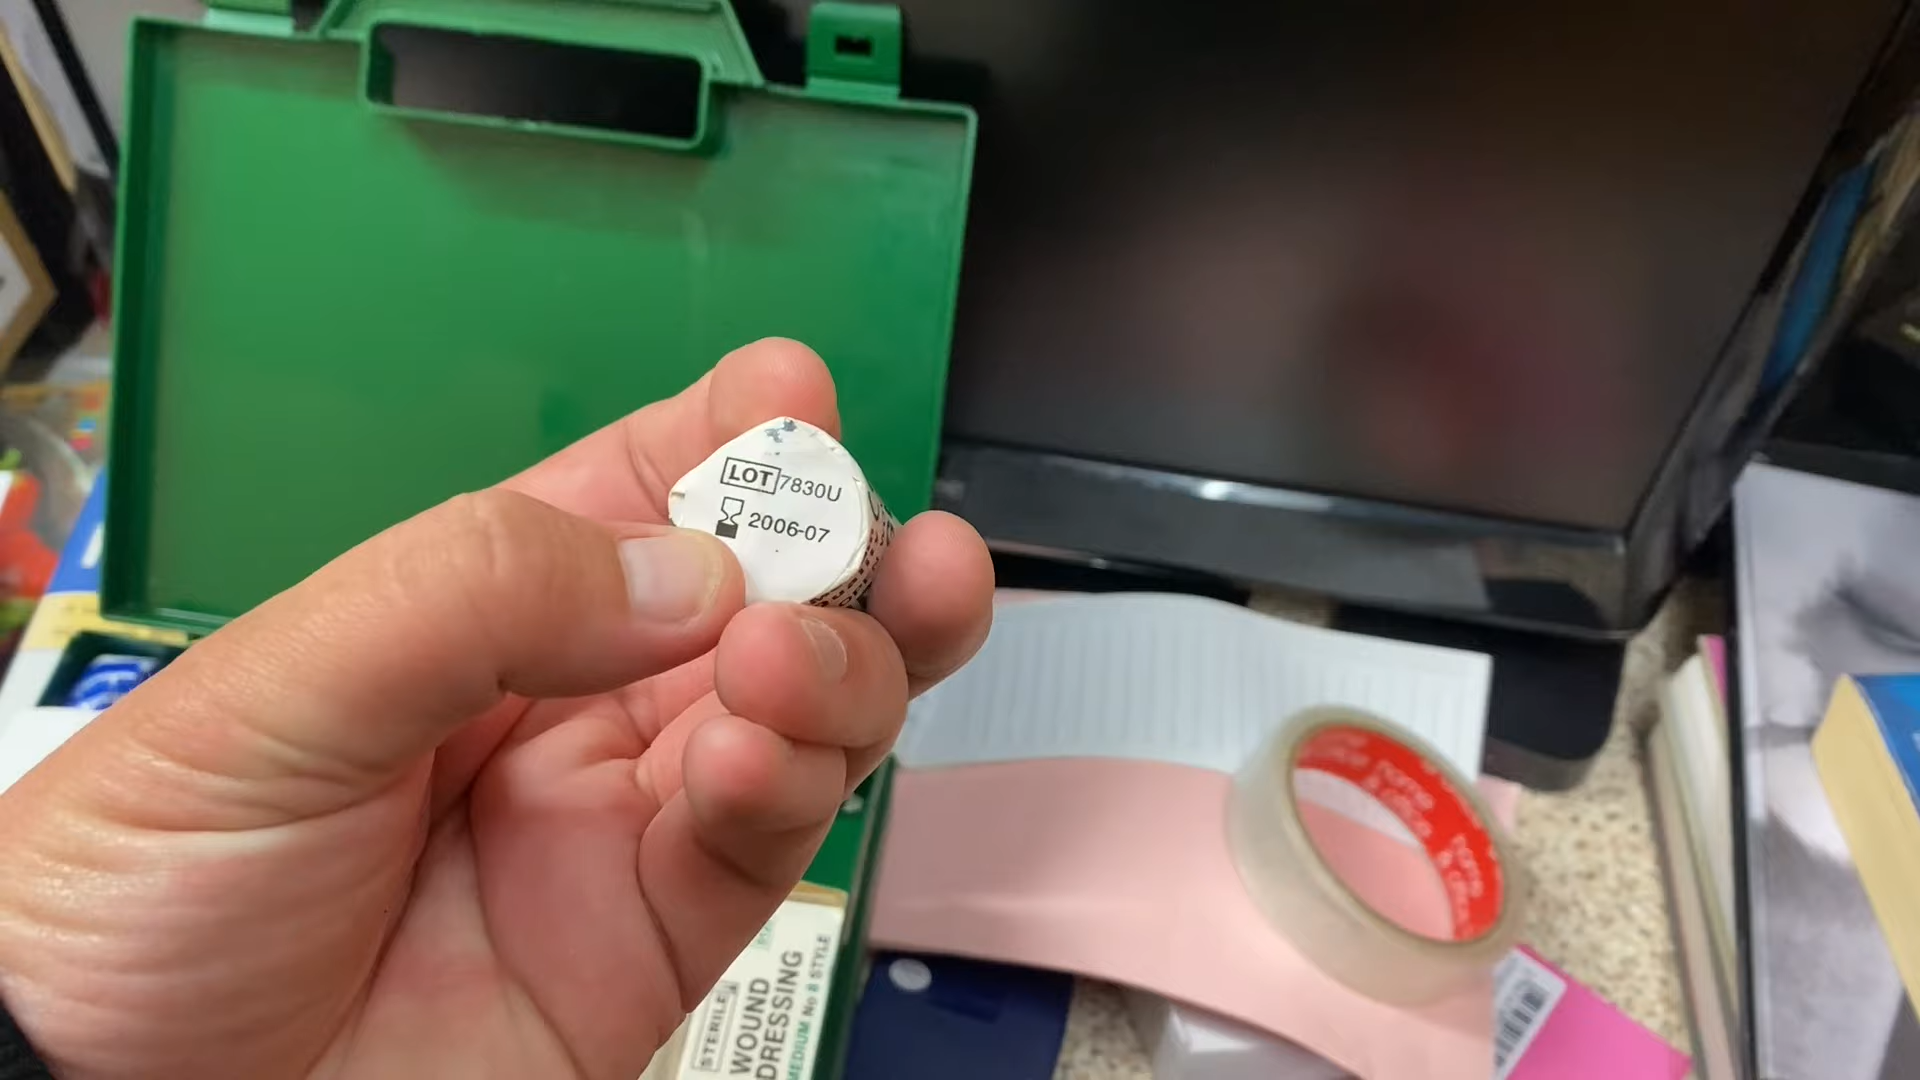 LOT 7830U
2006-07
STERILE
WOUND
DRESSING
MEDIUM No 8 STYLE